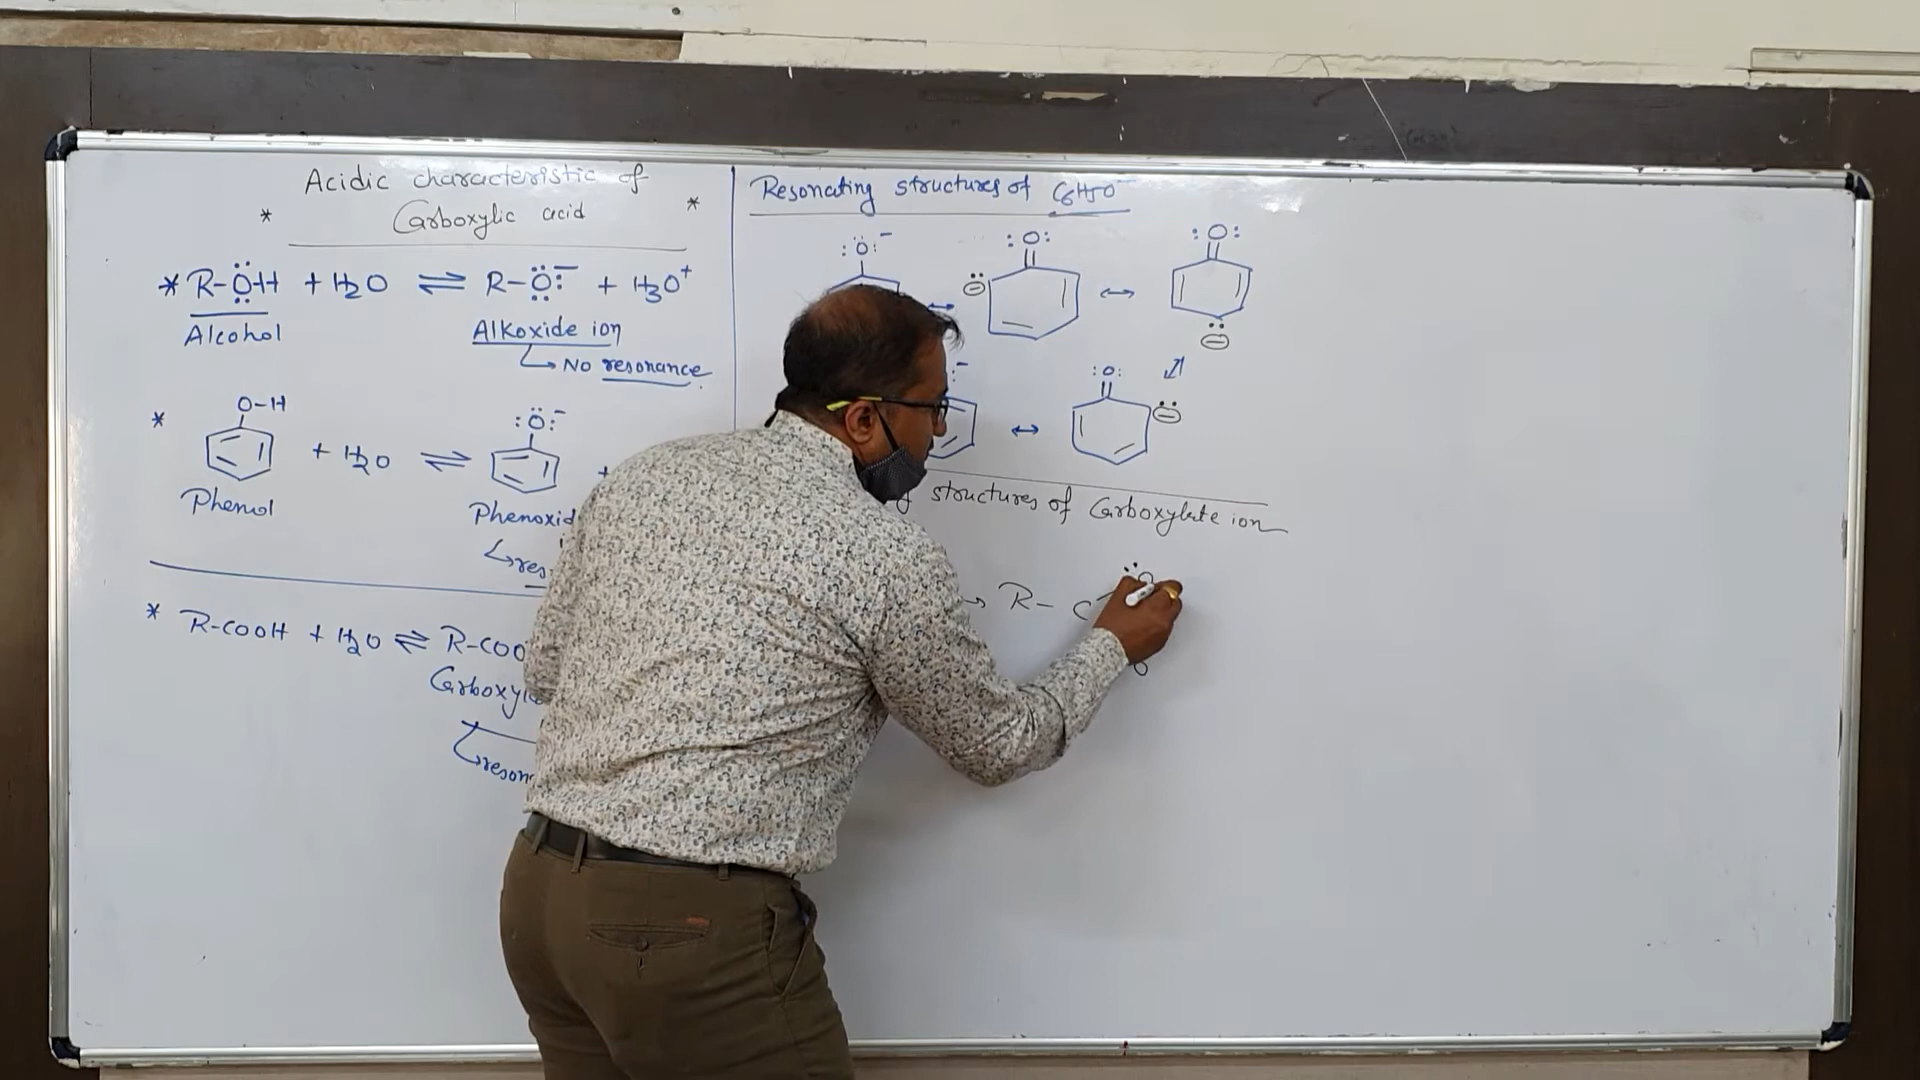 Acidic characteristic of
* Carboxylic acid *
* R-ÖH + H2O ⇌ R-Ö:⁻ + H3O⁺
Alcohol Alkoxide ion
↳ No resonance
O-H
:Ö:⁻
* + H2O ⇌ +
Phenol Phenoxid
* R-COOH + H2O ⇌ R-COO
Resonating structures of C6H5O⁻
:Ö:⁻ :O: :O:
⊖ ↔ ↔
⊖
:O:
↔ ⊖
structures of Carboxylate ion
→ R- C
O